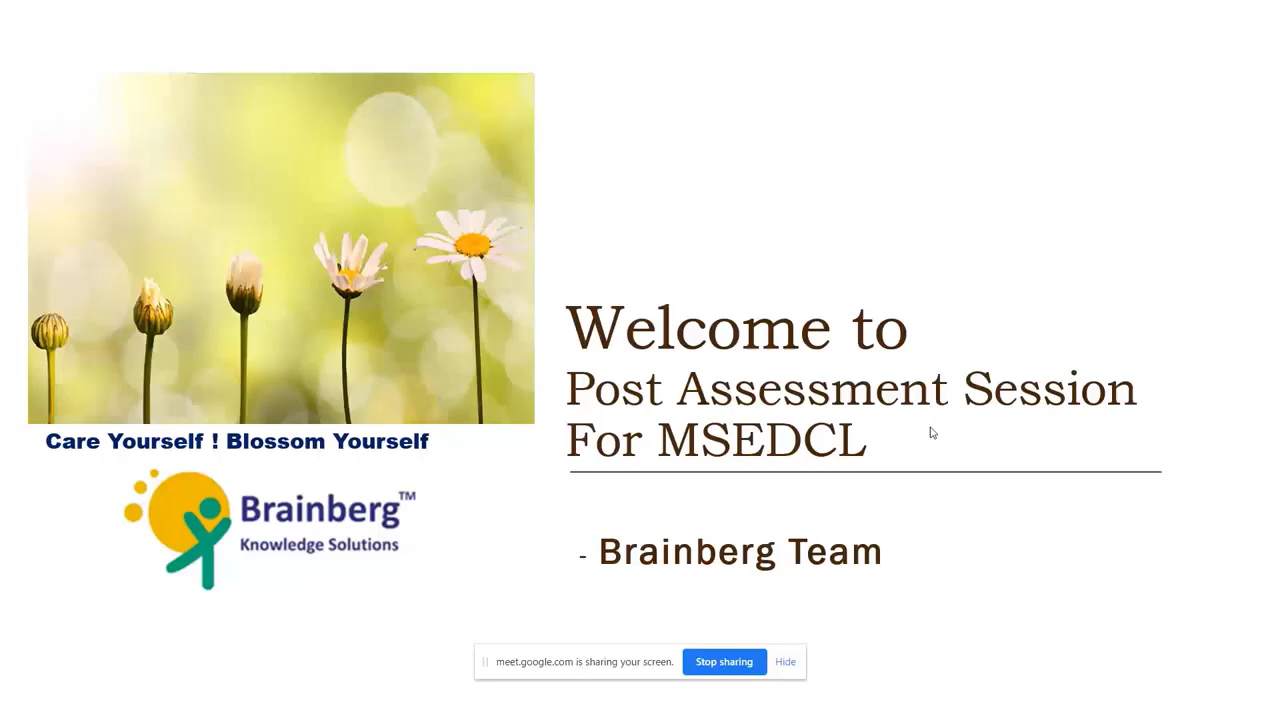 Welcome to
Post Assessment Session
For MSEDCL
Care Yourself ! Blossom Yourself
Brainberg™
Knowledge Solutions
- Brainberg Team
meet.google.com is sharing your screen.
Stop sharing
Hide